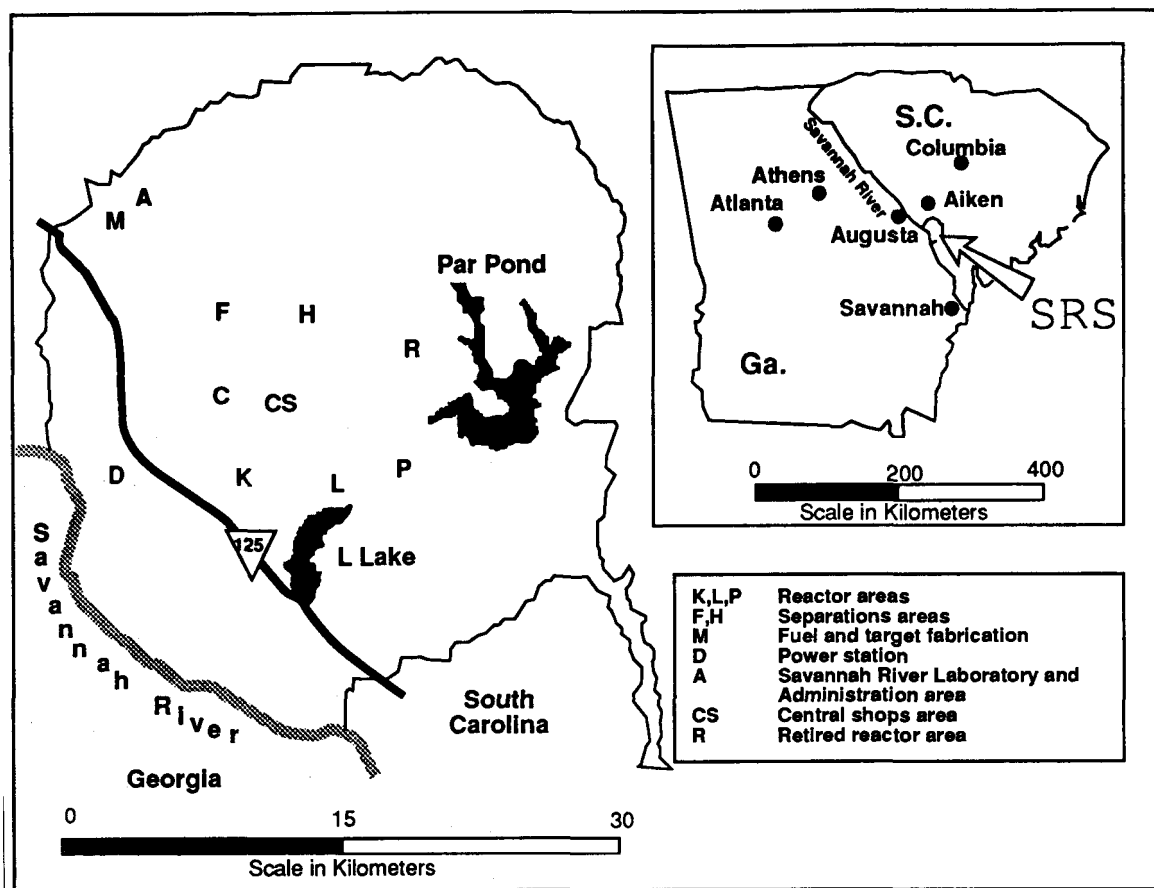 A
M
Par Pond
F
H
R
C
CS
D
K
L
P
125
L Lake
Savannah River
South
Carolina
Georgia
0 15 30
Scale in Kilometers
S.C.
Columbia
Savannah River
Athens
Aiken
Atlanta
Augusta
Savannah
SRS
Ga.
0 200 400
Scale in Kilometers
K,L,P Reactor areas
F,H Separations areas
M Fuel and target fabrication
D Power station
A Savannah River Laboratory and
Administration area
CS Central shops area
R Retired reactor area